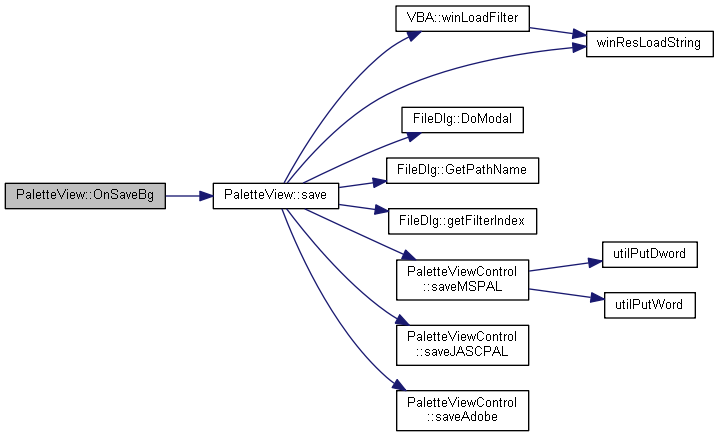 PaletteView::OnSaveBg
PaletteView::save
VBA::winLoadFilter
winResLoadString
FileDlg::DoModal
FileDlg::GetPathName
FileDlg::getFilterIndex
PaletteViewControl
::saveMSPAL
utilPutDword
utilPutWord
PaletteViewControl
::saveJASCPAL
PaletteViewControl
::saveAdobe